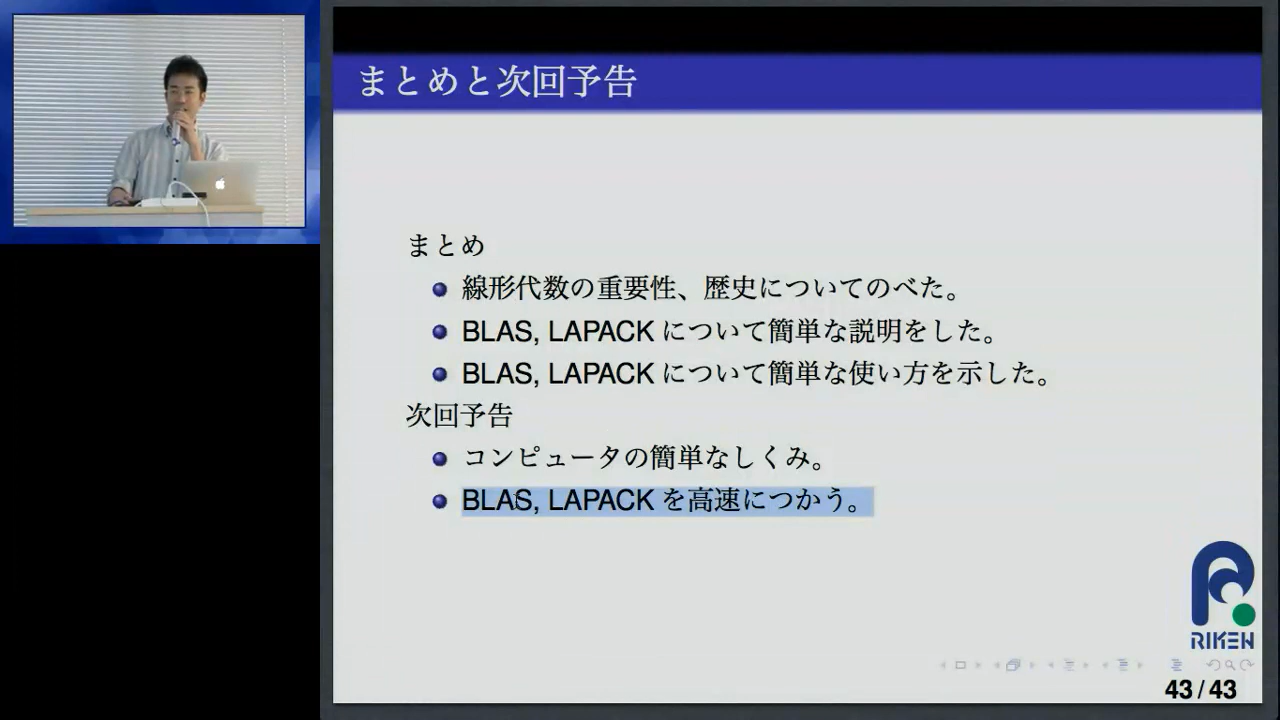 まとめと次回予告
まとめ
線形代数の重要性、歴史についてのべた。
BLAS, LAPACK について簡単な説明をした。
BLAS, LAPACK について簡単な使い方を示した。
次回予告
コンピュータの簡単なしくみ。
BLAS, LAPACK を高速につかう。
RIKEN
43 / 43